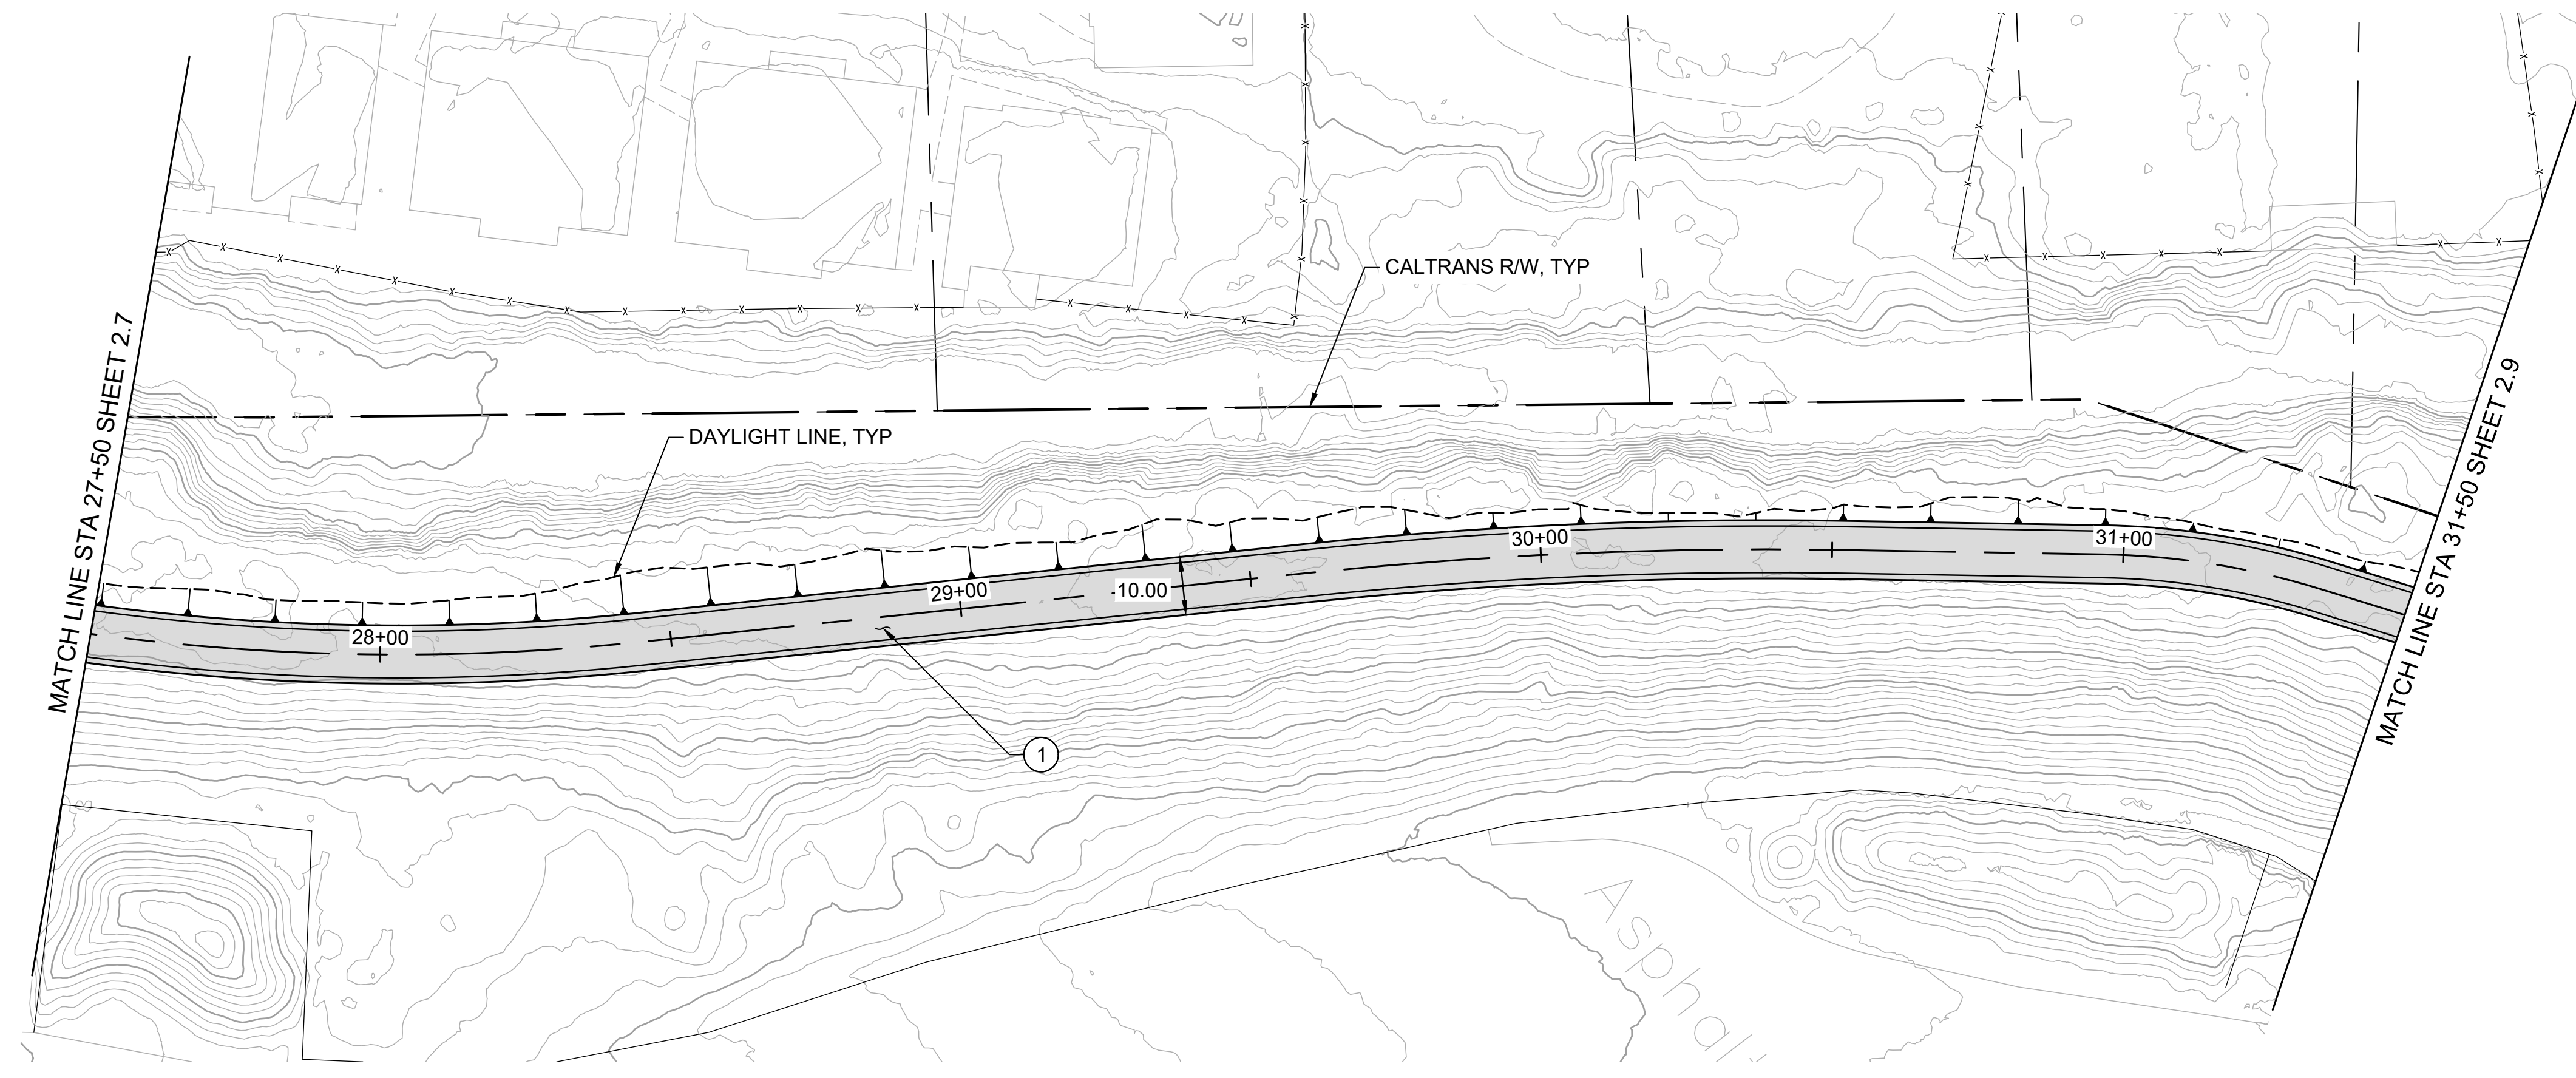 CALTRANS R/W, TYP
DAYLIGHT LINE, TYP
MATCH LINE STA 27+50 SHEET 2.7
MATCH LINE STA 31+50 SHEET 2.9
28+00
29+00
10.00
30+00
31+00
1
Asphal